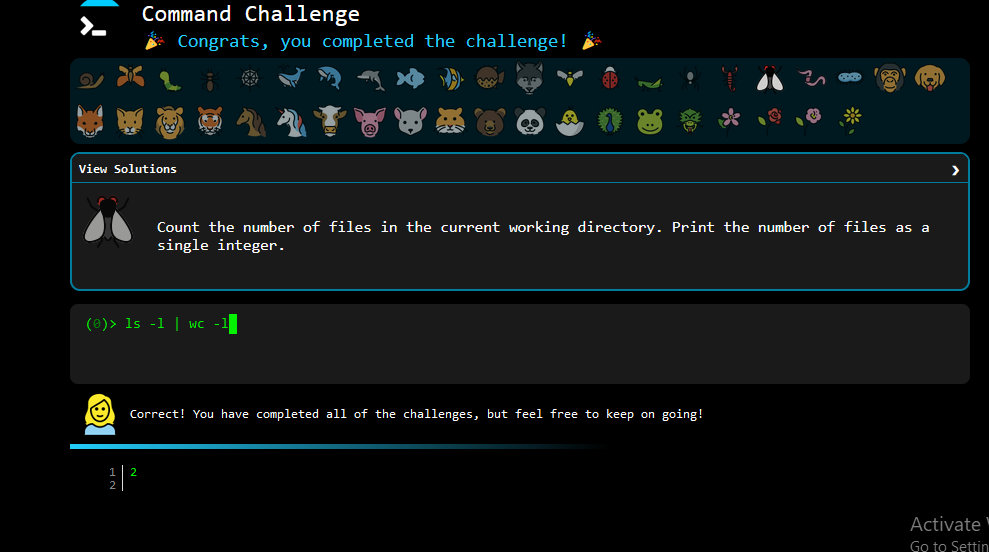 Command Challenge
🎉 Congrats, you completed the challenge! 🎉
View Solutions ❯
Count the number of files in the current working directory. Print the number of files as a
single integer.
(0)> ls -l | wc -l
Correct! You have completed all of the challenges, but feel free to keep on going!
1 2
2
Activate
Go to Settin